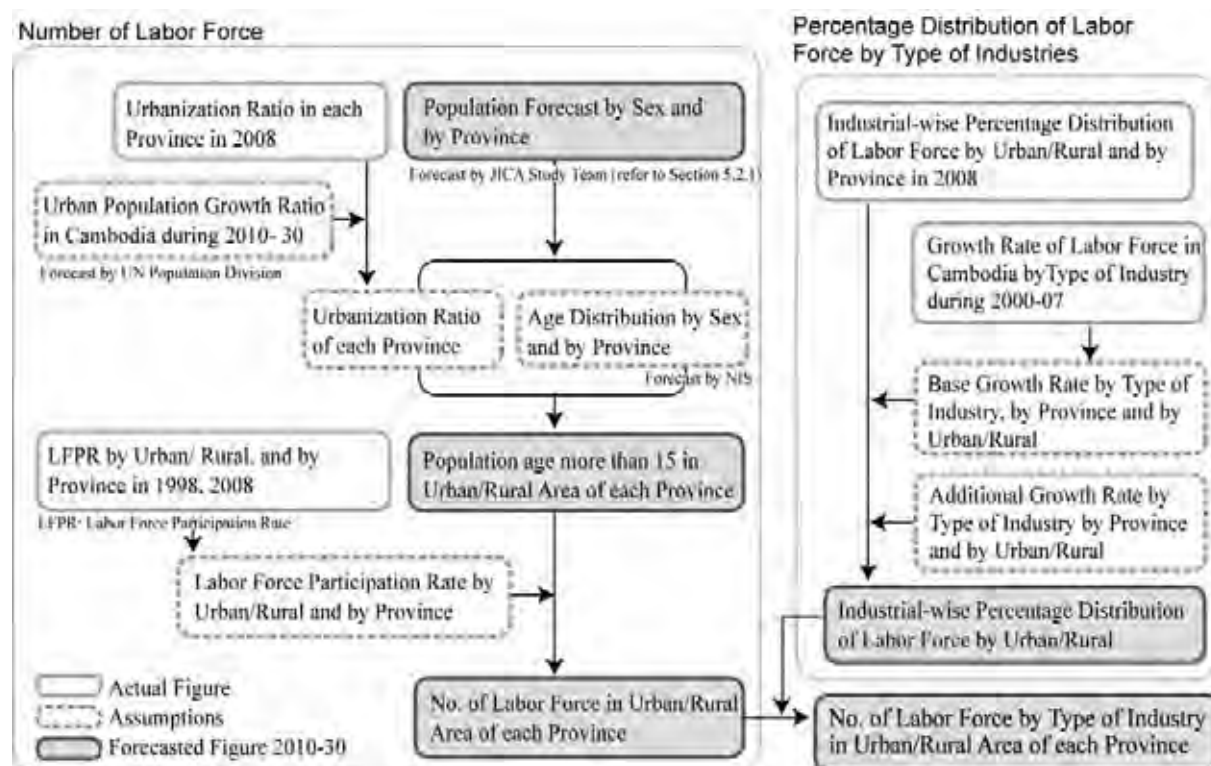 Number of Labor Force
Urbanization Ratio in each
Province in 2008
Population Forecast by Sex and
by Province
Forecast by JICA Study Team (refer to Section 5.2.1)
Urban Population Growth Ratio
in Cambodia during 2010- 30
Forecast by UN Population Division
Urbanization Ratio
of each Province
Age Distribution by Sex
and by Province
Forecast by NIS
LFPR by Urban/ Rural, and by
Province in 1998, 2008
LFPR: Labor Force Participation Rate
Population age more than 15 in
Urban/Rural Area of each Province
Labor Force Participation Rate by
Urban/Rural and by Province
Actual Figure
Assumptions
Forecasted Figure 2010-30
No. of Labor Force in Urban/Rural
Area of each Province
Percentage Distribution of Labor
Force by Type of Industries
Industrial-wise Percentage Distribution
of Labor Force by Urban/Rural and by
Province in 2008
Growth Rate of Labor Force in
Cambodia byType of Industry
during 2000-07
Base Growth Rate by Type of
Industry, by Province and by
Urban/Rural
Additional Growth Rate by
Type of Industry by Province
and by Urban/Rural
Industrial-wise Percentage Distribution
of Labor Force by Urban/Rural
No. of Labor Force by Type of Industry
in Urban/Rural Area of each Province